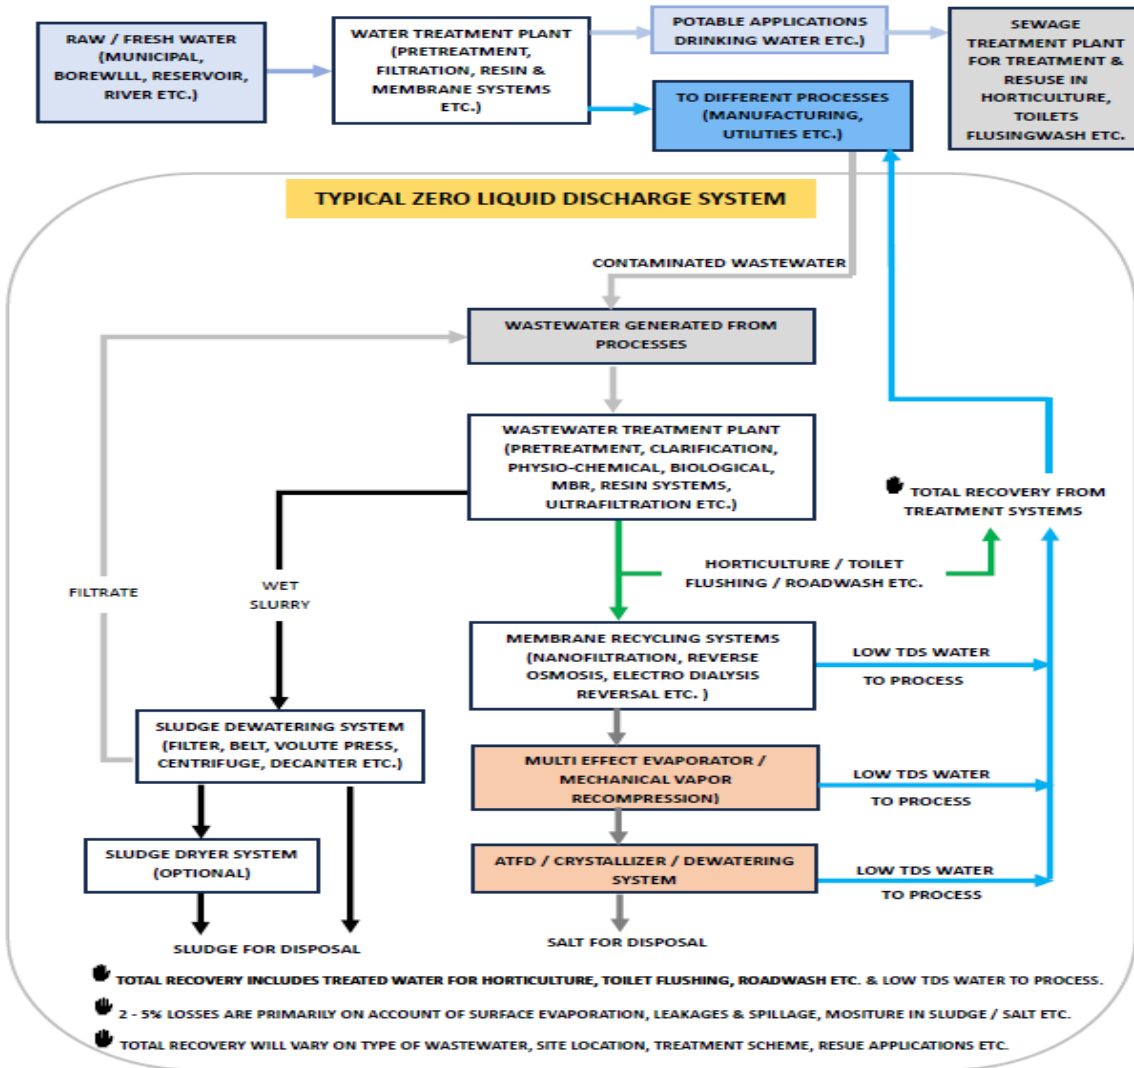 RAW / FRESH WATER
(MUNICIPAL,
BOREWLLL, RESERVOIR,
RIVER ETC.)
WATER TREATMENT PLANT
(PRETREATMENT,
FILTRATION, RESIN &
MEMBRANE SYSTEMS
ETC.)
POTABLE APPLICATIONS
DRINKING WATER ETC.)
TO DIFFERENT PROCESSES
(MANUFACTURING,
UTILITIES ETC.)
SEWAGE
TREATMENT PLANT
FOR TREATMENT &
RESUSE IN
HORTICULTURE,
TOILETS
FLUSINGWASH ETC.
TYPICAL ZERO LIQUID DISCHARGE SYSTEM
CONTAMINATED WASTEWATER
WASTEWATER GENERATED FROM
PROCESSES
WASTEWATER TREATMENT PLANT
(PRETREATMENT, CLARIFICATION,
PHYSIO-CHEMICAL, BIOLOGICAL,
MBR, RESIN SYSTEMS,
ULTRAFILTRATION ETC.)
TOTAL RECOVERY FROM
TREATMENT SYSTEMS
HORTICULTURE / TOILET
FLUSHING / ROADWASH ETC.
FILTRATE
WET
SLURRY
MEMBRANE RECYCLING SYSTEMS
(NANOFILTRATION, REVERSE
OSMOSIS, ELECTRO DIALYSIS
REVERSAL ETC. )
LOW TDS WATER
TO PROCESS
SLUDGE DEWATERING SYSTEM
(FILTER, BELT, VOLUTE PRESS,
CENTRIFUGE, DECANTER ETC.)
MULTI EFFECT EVAPORATOR /
MECHANICAL VAPOR
RECOMPRESSION)
LOW TDS WATER
TO PROCESS
SLUDGE DRYER SYSTEM
(OPTIONAL)
ATFD / CRYSTALLIZER / DEWATERING
SYSTEM
LOW TDS WATER
TO PROCESS
SLUDGE FOR DISPOSAL
SALT FOR DISPOSAL
TOTAL RECOVERY INCLUDES TREATED WATER FOR HORTICULTURE, TOILET FLUSHING, ROADWASH ETC. & LOW TDS WATER TO PROCESS.
2 - 5% LOSSES ARE PRIMARILY ON ACCOUNT OF SURFACE EVAPORATION, LEAKAGES & SPILLAGE, MOSITURE IN SLUDGE / SALT ETC.
TOTAL RECOVERY WILL VARY ON TYPE OF WASTEWATER, SITE LOCATION, TREATMENT SCHEME, RESUE APPLICATIONS ETC.